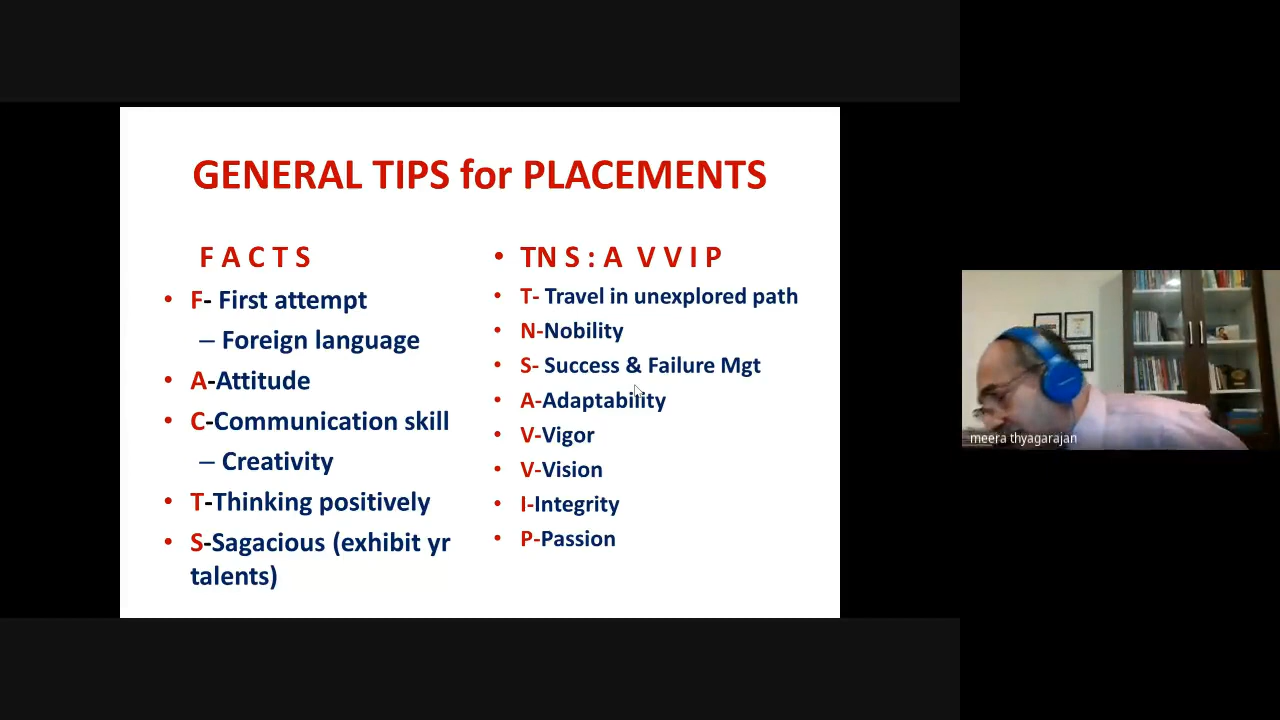 GENERAL TIPS for PLACEMENTS
F A C T S
• F- First attempt
– Foreign language
• A-Attitude
• C-Communication skill
– Creativity
• T-Thinking positively
• S-Sagacious (exhibit yr
talents)
• TN S : A V V I P
• T- Travel in unexplored path
• N-Nobility
• S- Success & Failure Mgt
• A-Adaptability
• V-Vigor
• V-Vision
• I-Integrity
• P-Passion
meera thyagarajan